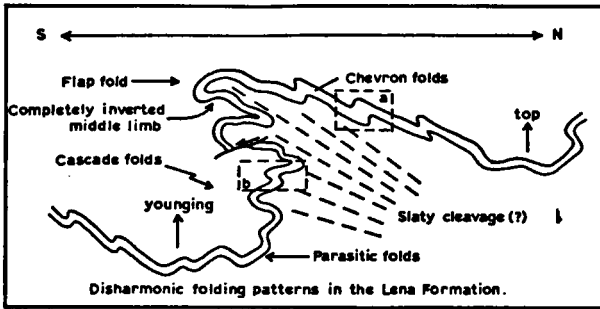 S N
Flap fold
Chevron folds
a
Completely inverted
middle limb
top
Cascade folds
b
younging
Slaty cleavage (?)
Parasitic folds
Disharmonic folding patterns in the Lena Formation.